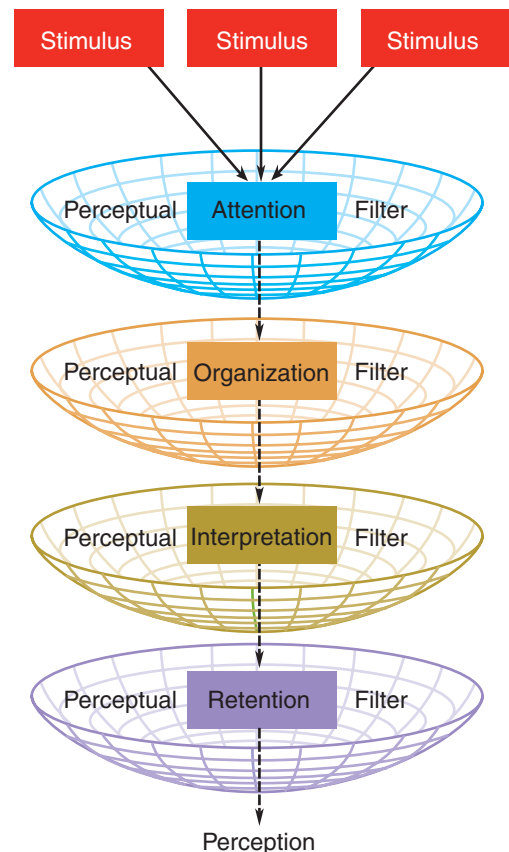 Stimulus Stimulus Stimulus
Perceptual Attention Filter
Perceptual Organization Filter
Perceptual Interpretation Filter
Perceptual Retention Filter
Perception